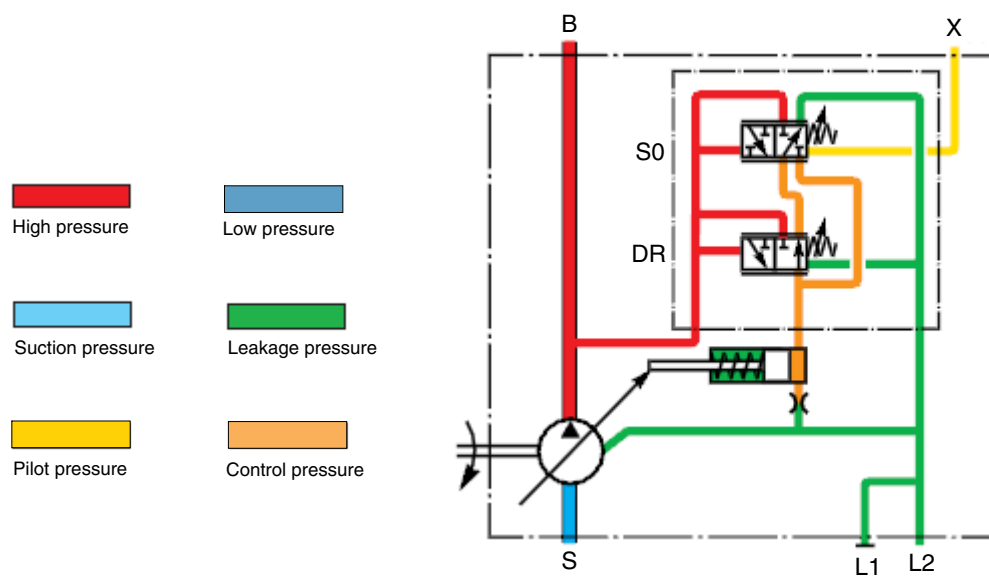 High pressure
Low pressure
Suction pressure
Leakage pressure
Pilot pressure
Control pressure
B
X
S0
DR
S
L1
L2